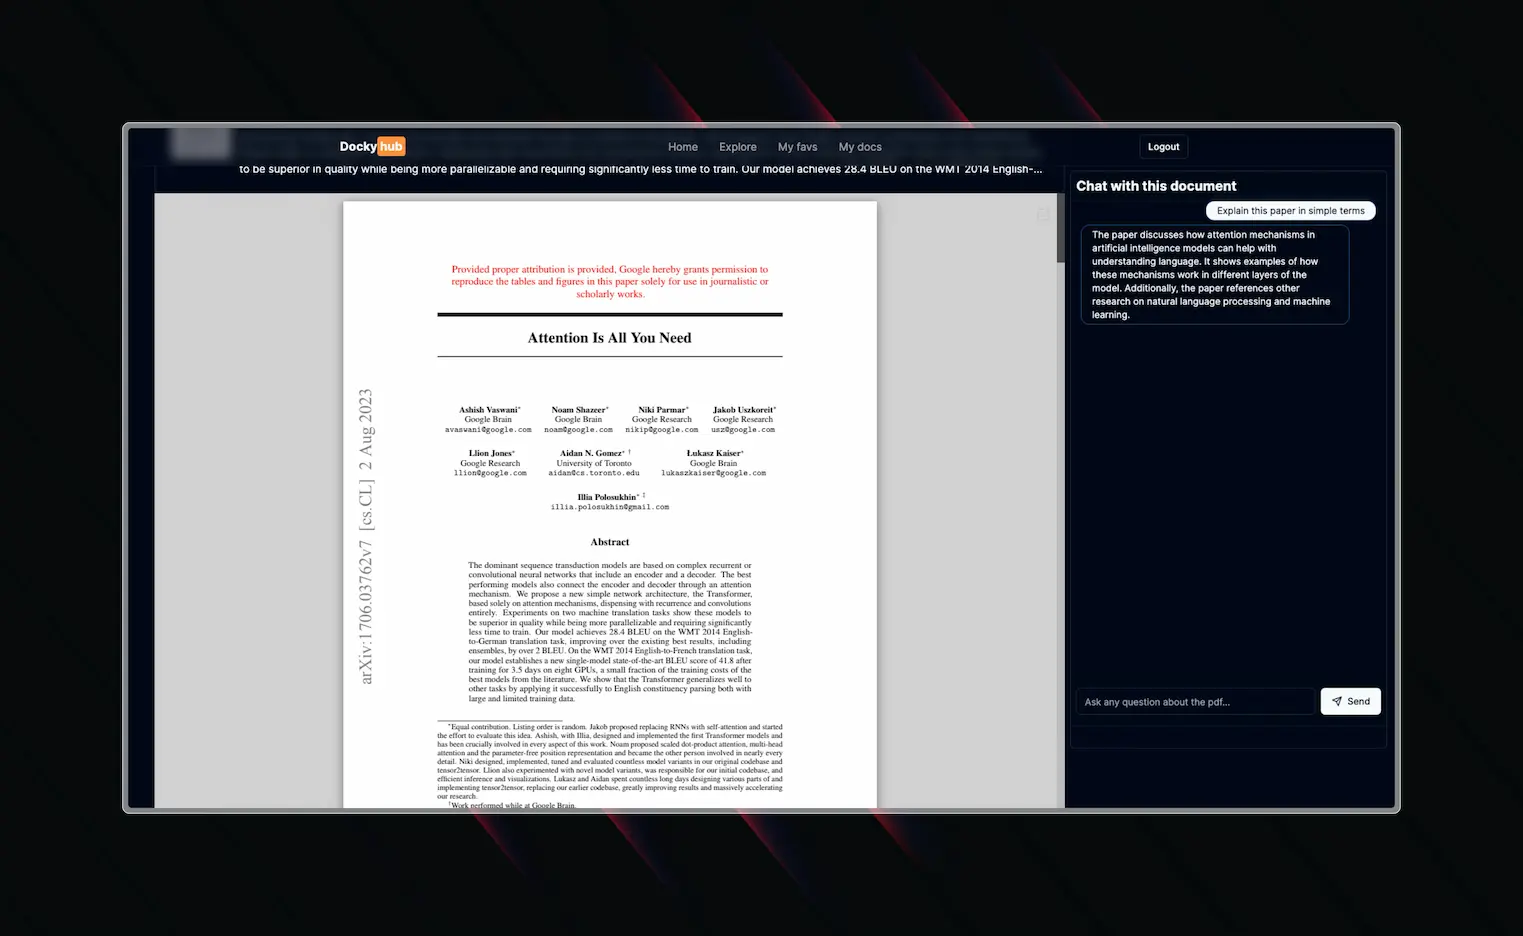 Dockyhub
Home Explore My favs My docs
Logout
to be superior in quality while being more parallelizable and requiring significantly less time to train. Our model achieves 28.4 BLEU on the WMT 2014 English-...
Provided proper attribution is provided, Google hereby grants permission to
reproduce the tables and figures in this paper solely for use in journalistic or
scholarly works.
Attention Is All You Need
Ashish Vaswani* Noam Shazeer* Niki Parmar* Jakob Uszkoreit*
Google Brain Google Brain Google Research Google Research
avaswani@google.com noam@google.com nikip@google.com usz@google.com
Llion Jones* Aidan N. Gomez* † Łukasz Kaiser*
Google Research University of Toronto Google Brain
llion@google.com aidan@cs.toronto.edu lukaszkaiser@google.com
Illia Polosukhin* ‡
illia.polosukhin@gmail.com
Abstract
The dominant sequence transduction models are based on complex recurrent or
convolutional neural networks that include an encoder and a decoder. The best
performing models also connect the encoder and decoder through an attention
mechanism. We propose a new simple network architecture, the Transformer,
based solely on attention mechanisms, dispensing with recurrence and convolutions
entirely. Experiments on two machine translation tasks show these models to
be superior in quality while being more parallelizable and requiring significantly
less time to train. Our model achieves 28.4 BLEU on the WMT 2014 English-
to-German translation task, improving over the existing best results, including
ensembles, by over 2 BLEU. On the WMT 2014 English-to-French translation task,
our model establishes a new single-model state-of-the-art BLEU score of 41.8 after
training for 3.5 days on eight GPUs, a small fraction of the training costs of the
best models from the literature. We show that the Transformer generalizes well to
other tasks by applying it successfully to English constituency parsing both with
large and limited training data.
*Equal contribution. Listing order is random. Jakob proposed replacing RNNs with self-attention and started
the effort to evaluate this idea. Ashish, with Illia, designed and implemented the first Transformer models and
has been crucially involved in every aspect of this work. Noam proposed scaled dot-product attention, multi-head
attention and the parameter-free position representation and became the other person involved in nearly every
detail. Niki designed, implemented, tuned and evaluated countless model variants in our original codebase and
tensor2tensor. Llion also experimented with novel model variants, was responsible for our initial codebase, and
efficient inference and visualizations. Lukasz and Aidan spent countless long days designing various parts of and
implementing tensor2tensor, replacing our earlier codebase, greatly improving results and massively accelerating
our research.
†Work performed while at Google Brain.
arXiv:1706.03762v7 [cs.CL] 2 Aug 2023
Chat with this document
Explain this paper in simple terms
The paper discusses how attention mechanisms in
artificial intelligence models can help with
understanding language. It shows examples of how
these mechanisms work in different layers of the
model. Additionally, the paper references other
research on natural language processing and machine
learning.
Ask any question about the pdf...
Send